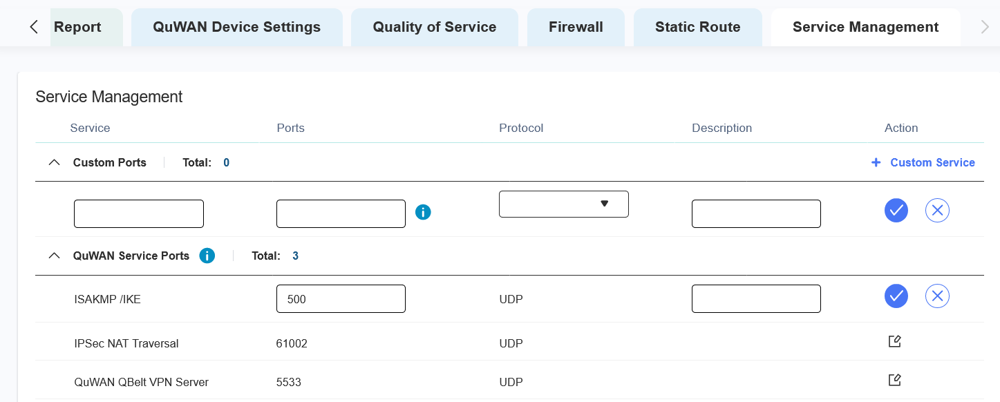 Report QuWAN Device Settings Quality of Service Firewall Static Route Service Management
Service Management
Service Ports Protocol Description Action
Custom Ports Total: 0 + Custom Service
QuWAN Service Ports Total: 3
ISAKMP /IKE 500 UDP
IPSec NAT Traversal 61002 UDP
QuWAN QBelt VPN Server 5533 UDP